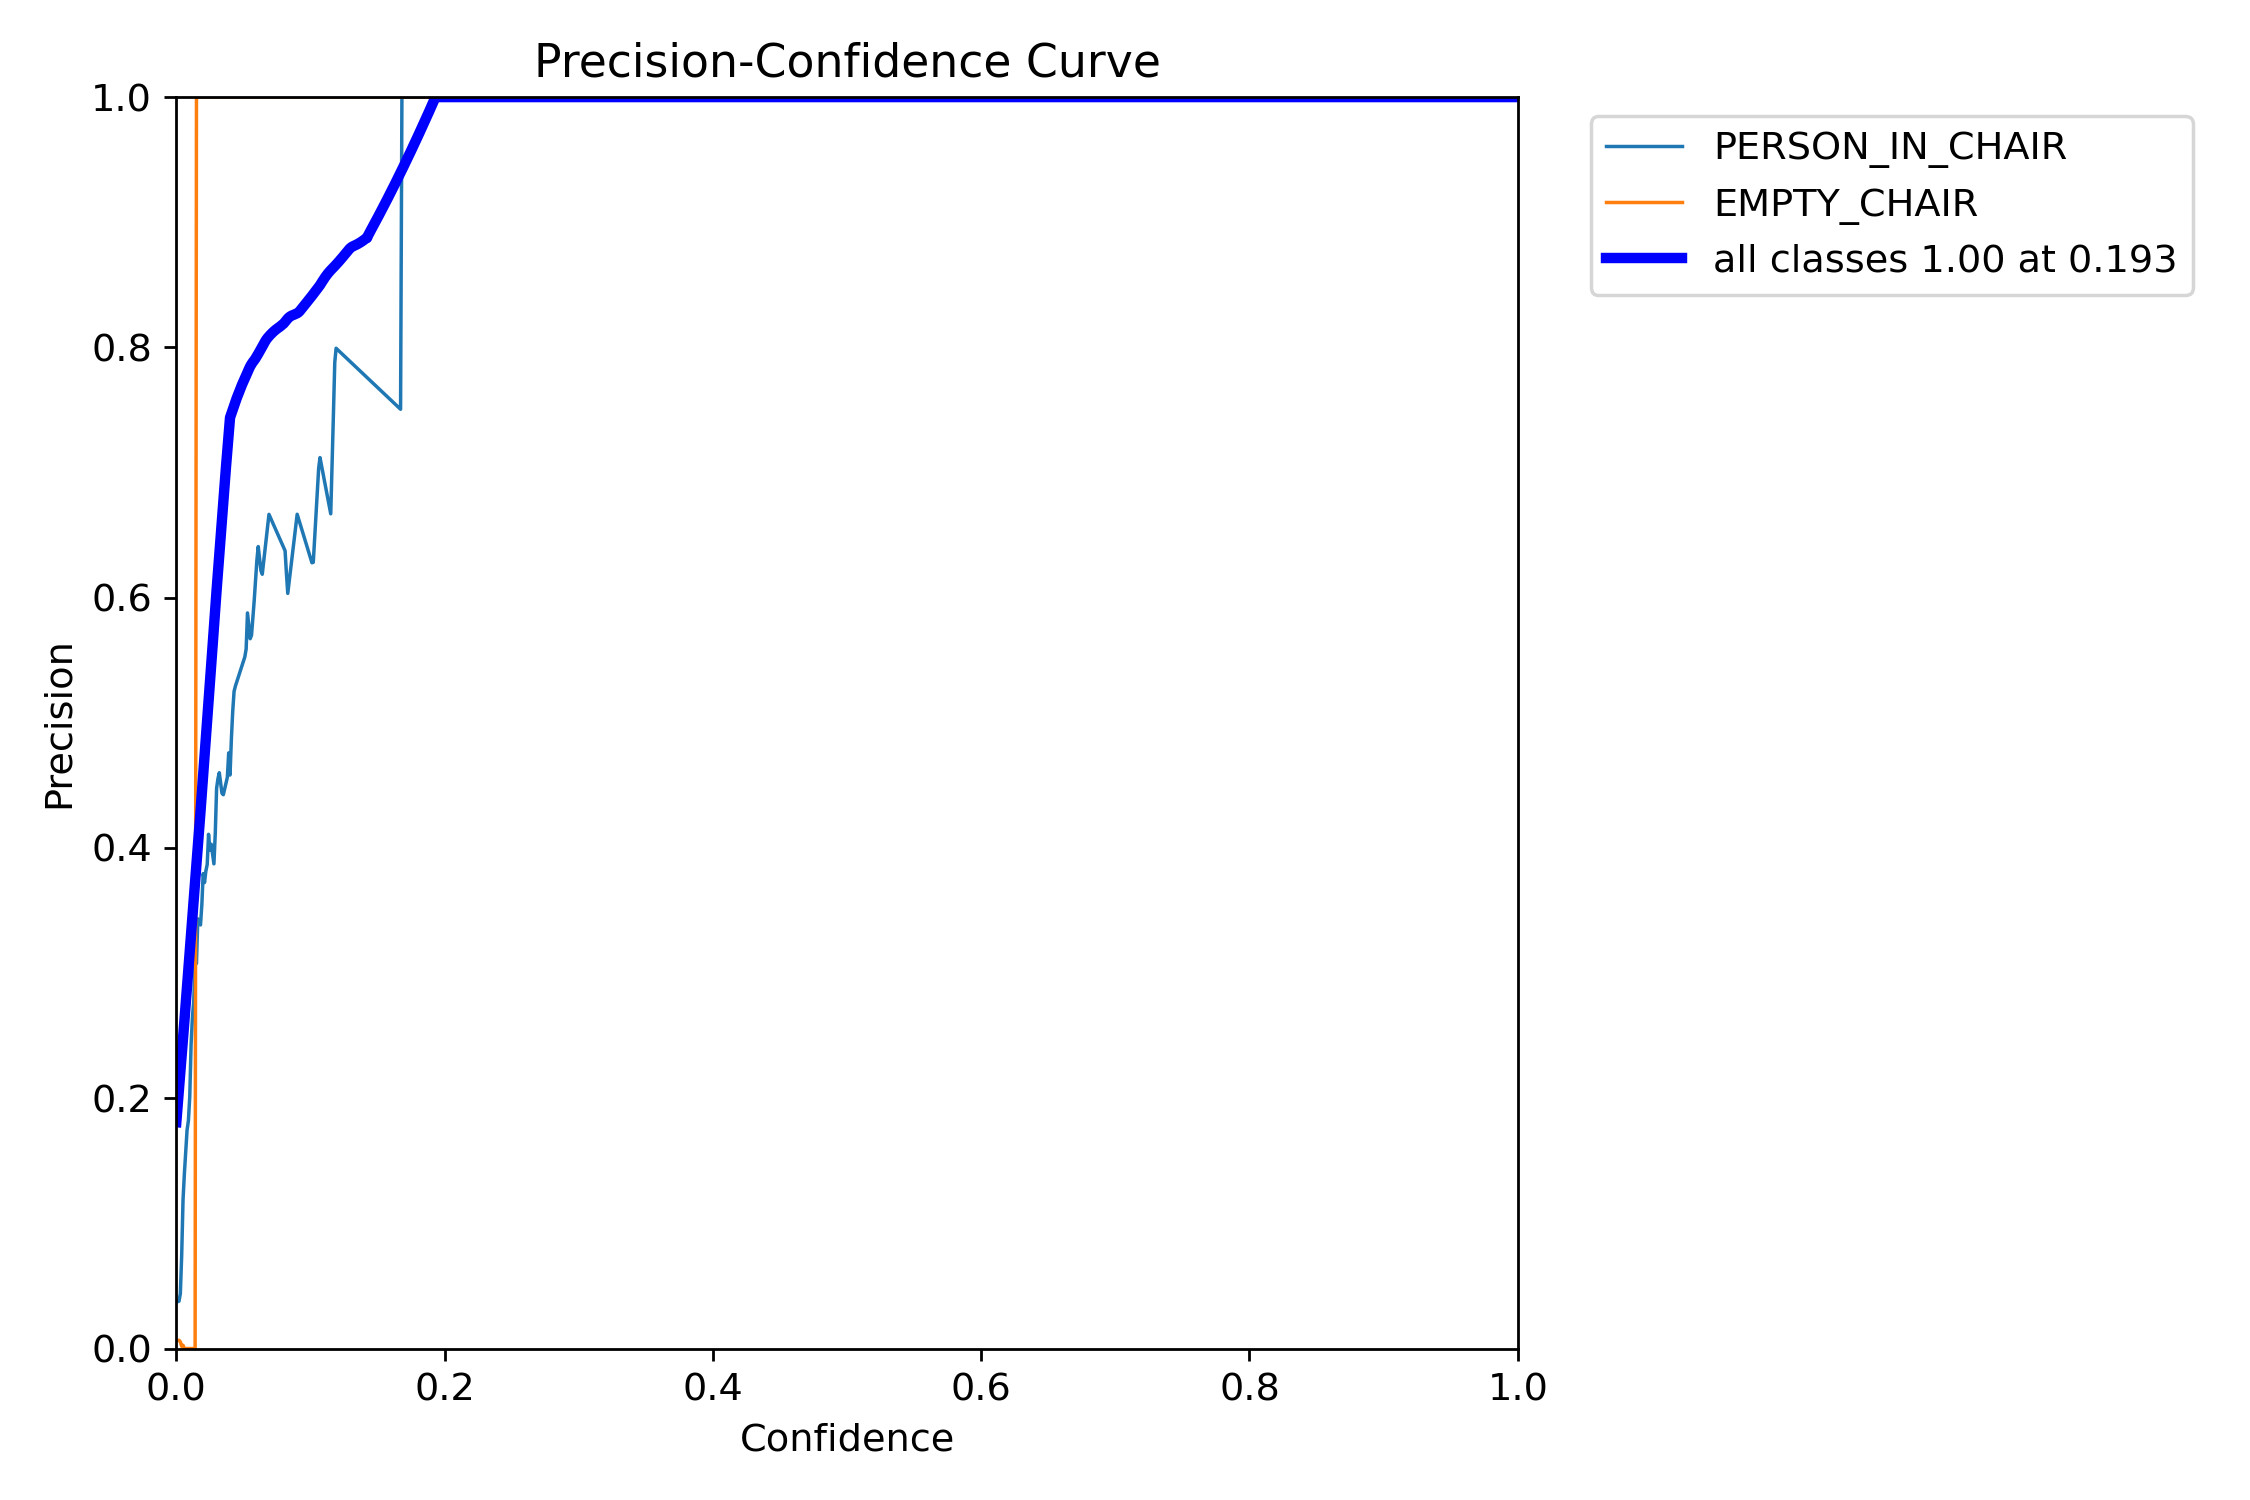 Precision-Confidence Curve
1.0
0.8
0.6
0.4
0.2
0.0
Precision
0.0 0.2 0.4 0.6 0.8 1.0
Confidence
PERSON_IN_CHAIR
EMPTY_CHAIR
all classes 1.00 at 0.193